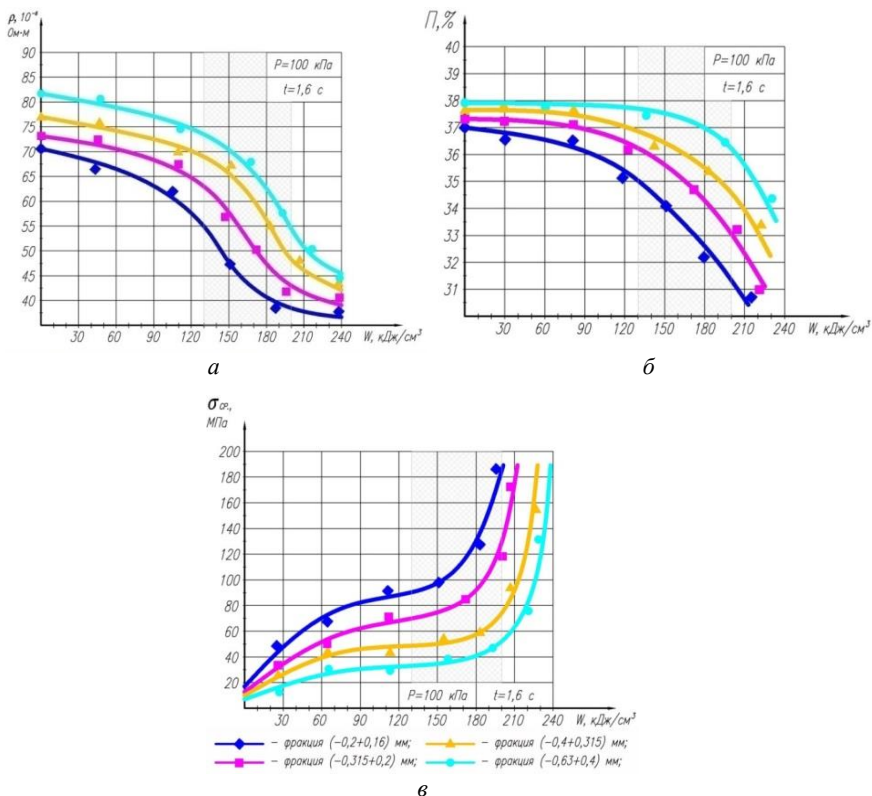 ρ, 10⁻⁸
Ом·м
90
85
80
75
70
65
60
55
50
45
40
P=100 кПа
t=1,6 с
30 60 90 120 150 180 210 240 W, кДж/см³
а
П,%
40
39
38
37
36
35
34
33
32
31
P=100 кПа
t=1,6 с
30 60 90 120 130 180 210 240 W, кДж/см³
б
σ ср.,
МПа
200
180
160
140
120
100
80
60
40
20
P=100 кПа t=1,6 с
30 60 90 120 150 180 210 240 W, кДж/см³
– фракция (–0,2+0,16) мм; – фракция (–0,4+0,315) мм;
– фракция (–0,315+0,2) мм; – фракция (–0,63+0,4) мм;
в